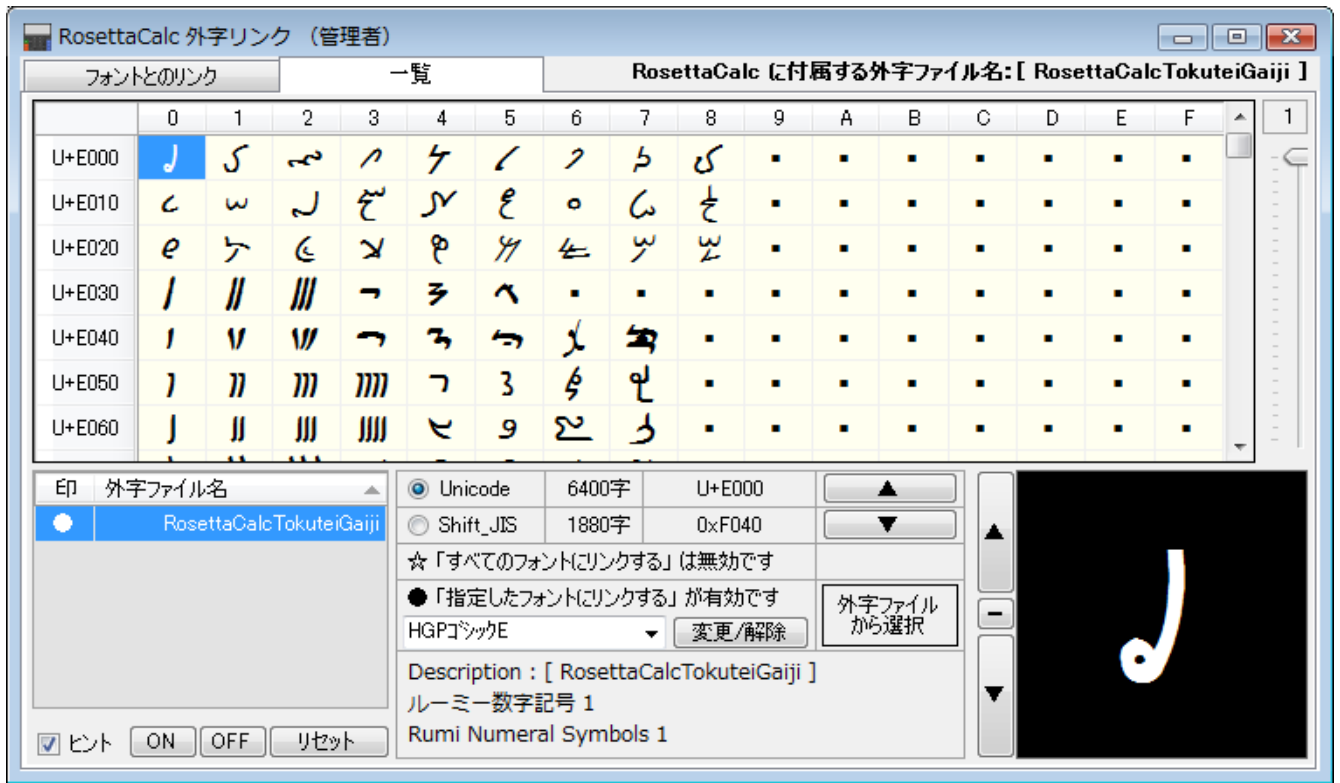 RosettaCalc 外字リンク （管理者）
フォントとのリンク 一覧 RosettaCalc に付属する外字ファイル名:[ RosettaCalcTokuteiGaiji ]
0 1 2 3 4 5 6 7 8 9 A B C D E F 1
U+E000
U+E010
U+E020
U+E030
U+E040
U+E050
U+E060
印 外字ファイル名
RosettaCalcTokuteiGaiji
Unicode 6400字 U+E000 ▲
Shift_JIS 1880字 0xF040 ▼
☆「すべてのフォントにリンクする」は無効です
●「指定したフォントにリンクする」が有効です
HGPｺﾞｼｯｸE 変更/解除
外字ファイル
から選択
Description : [ RosettaCalcTokuteiGaiji ]
ルーミー数字記号 1
Rumi Numeral Symbols 1
ヒント ON OFF リセット